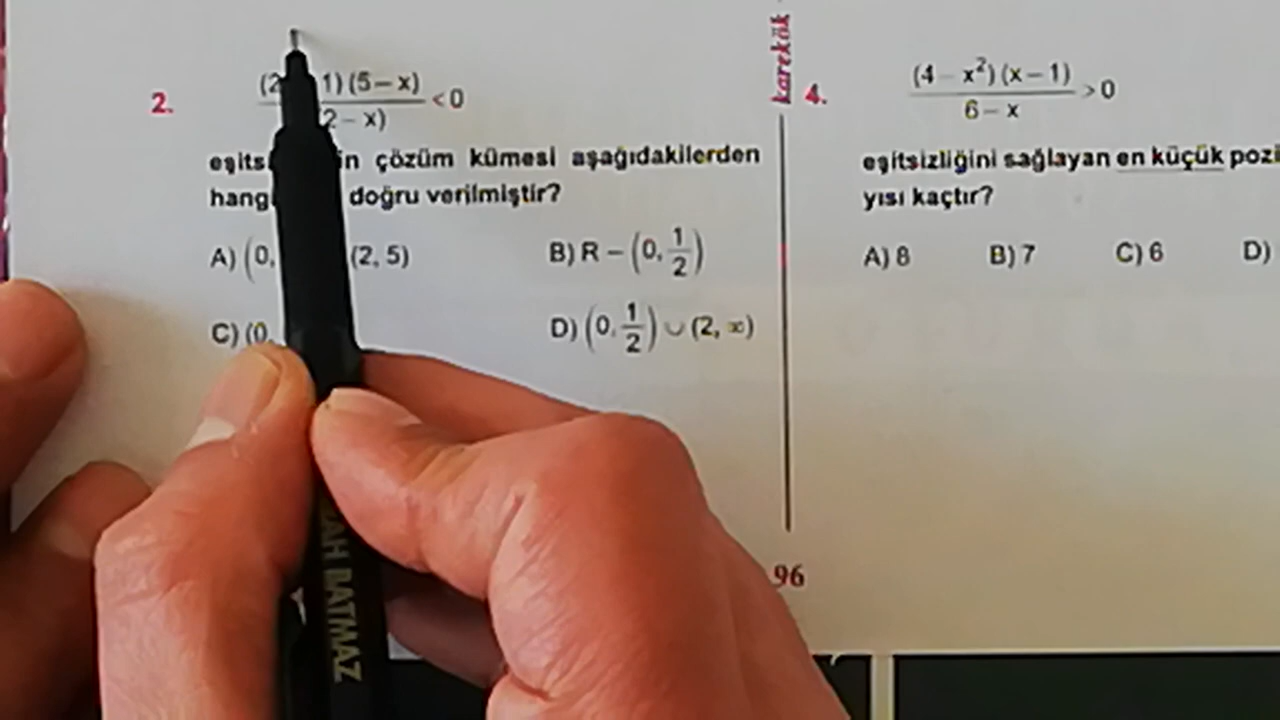 karekök
2. (2 1) (5 – x) < 0
2 – x)
eşits in çözüm kümesi aşağıdakilerden
hang doğru verilmiştir?
A) (0, (2, 5)
B) R – (0, 1/2)
C) (0,
D) (0, 1/2) ∪ (2, ∞)
4. (4 – x²) (x – 1) > 0
6 – x
eşitsizliğini sağlayan en küçük pozi
yısı kaçtır?
A) 8 B) 7 C) 6 D)
96
BATMAZ